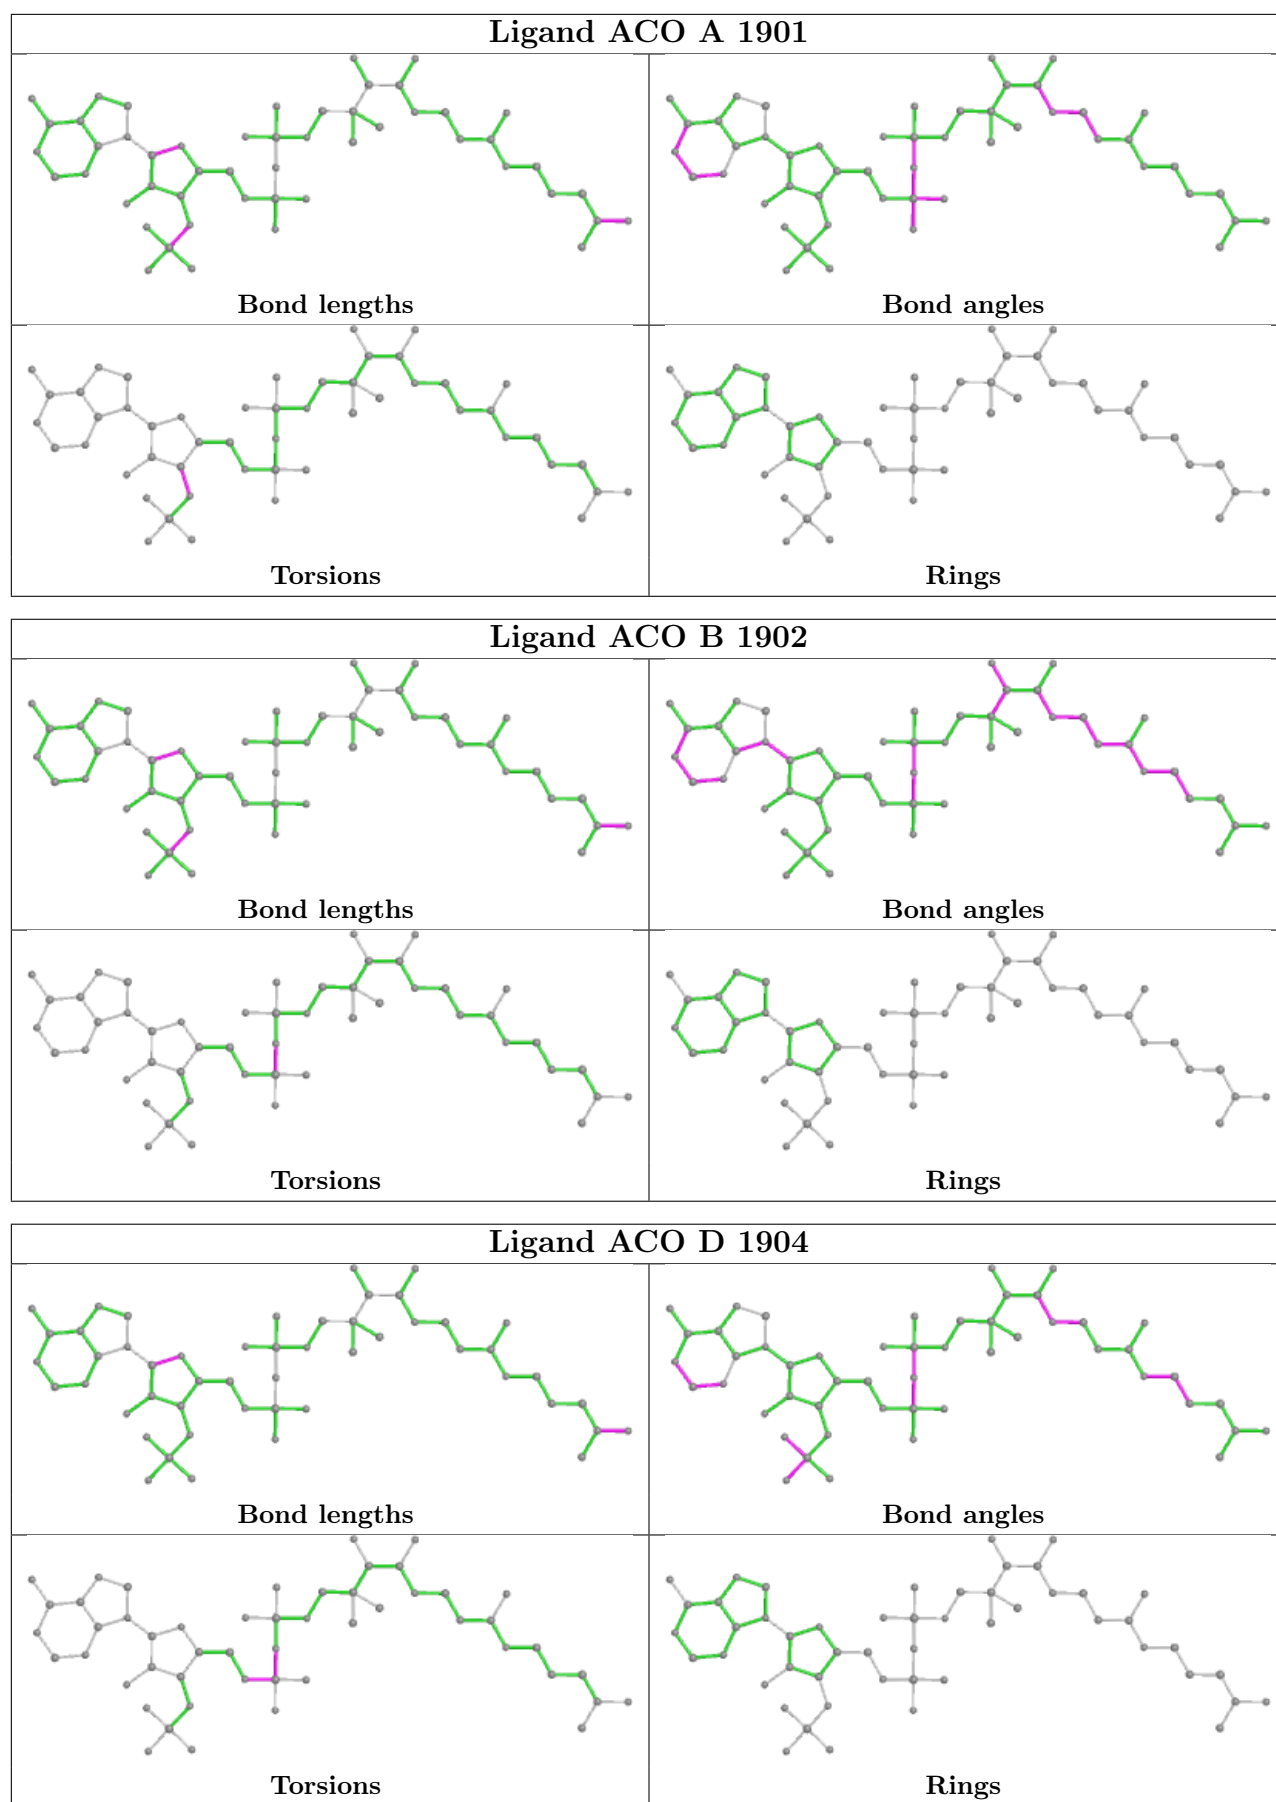 Ligand ACO A 1901
Bond lengths
Bond angles
Torsions
Rings
Ligand ACO B 1902
Bond lengths
Bond angles
Torsions
Rings
Ligand ACO D 1904
Bond lengths
Bond angles
Torsions
Rings